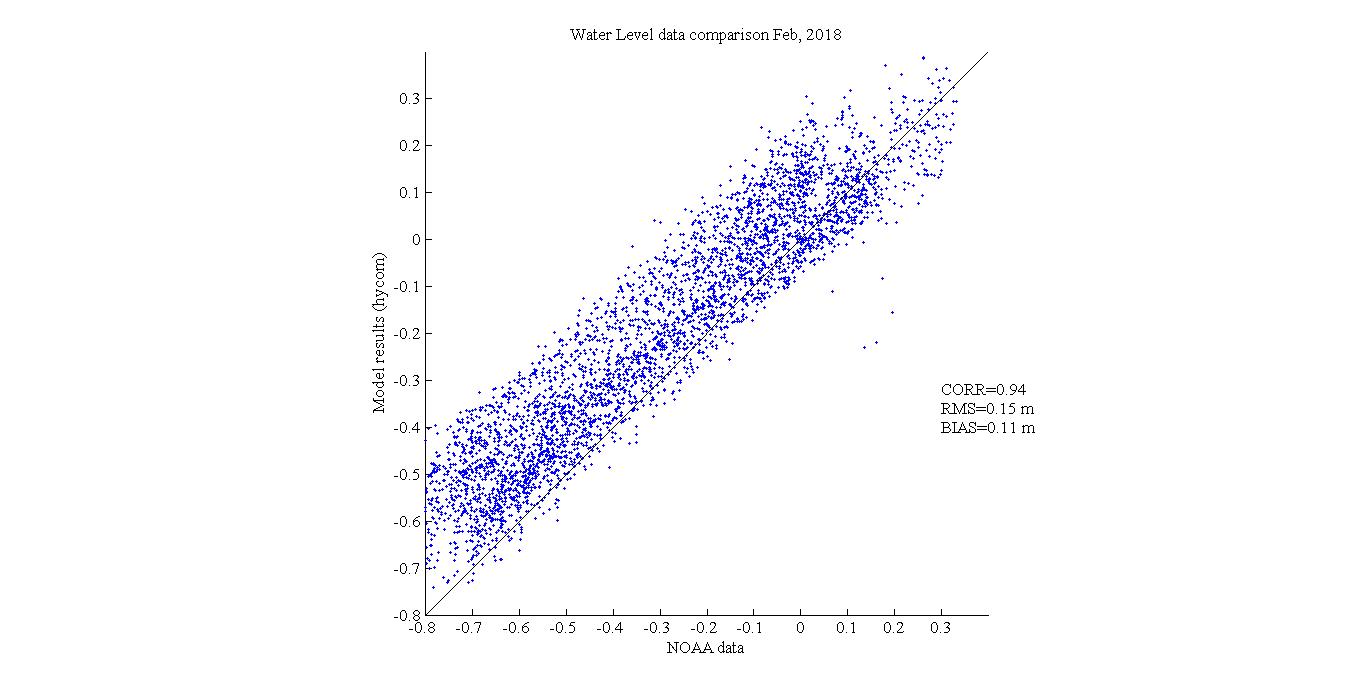 Water Level data comparison Feb, 2018
0.3
0.2
0.1
0
-0.1
-0.2
-0.3
-0.4
-0.5
-0.6
-0.7
-0.8
Model results (hycom)
CORR=0.94
RMS=0.15 m
BIAS=0.11 m
-0.8 -0.7 -0.6 -0.5 -0.4 -0.3 -0.2 -0.1 0 0.1 0.2 0.3
NOAA data